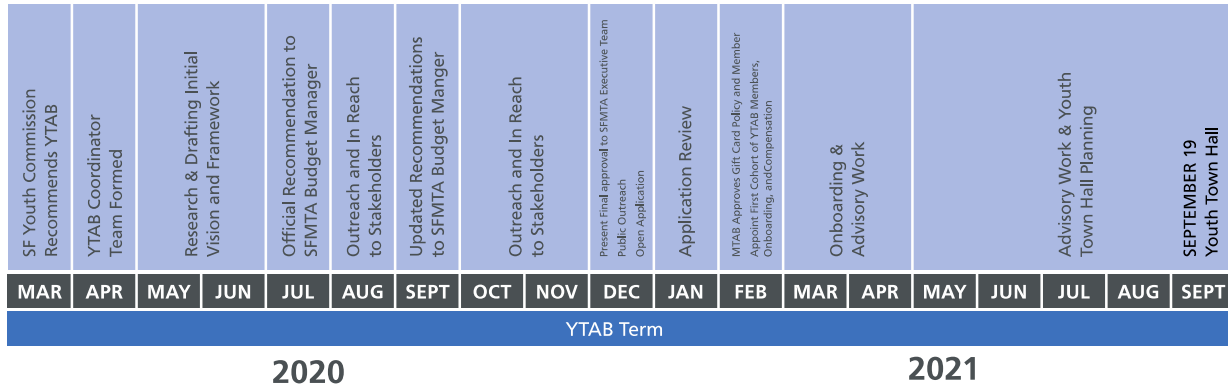 SF Youth Commission
Recommends YTAB
YTAB Coordinator
Team Formed
Research & Drafting Initial
Vision and Framework
Official Recommendation to
SFMTA Budget Manager
Outreach and In Reach
to Stakeholders
Updated Recommendations
to SFMTA Budget Manger
Outreach and In Reach
to Stakeholders
Present Final approval to SFMTA Executive Team
Public Outreach
Open Application
Application Review
MTAB Approves Gift Card Policy and Member
Appoint First Cohort of YTAB Members,
Onboarding, andCompensation
Onboarding &
Advisory Work
Advisory Work & Youth
Town Hall Planning
SEPTEMBER 19
Youth Town Hall
MAR APR MAY JUN JUL AUG SEPT OCT NOV DEC JAN FEB MAR APR MAY JUN JUL AUG SEPT
YTAB Term
2020 2021